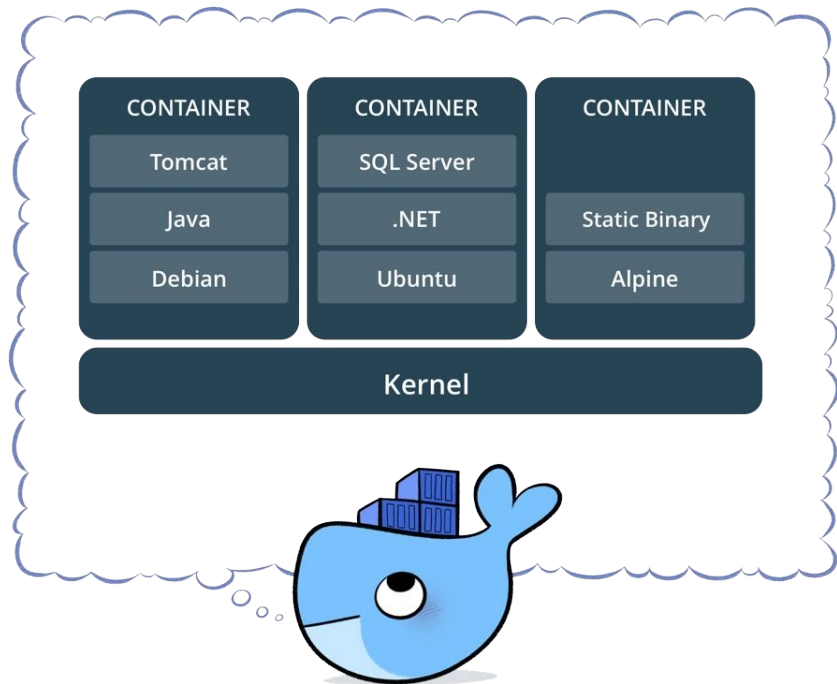 CONTAINER
Tomcat
Java
Debian
CONTAINER
SQL Server
.NET
Ubuntu
CONTAINER
Static Binary
Alpine
Kernel